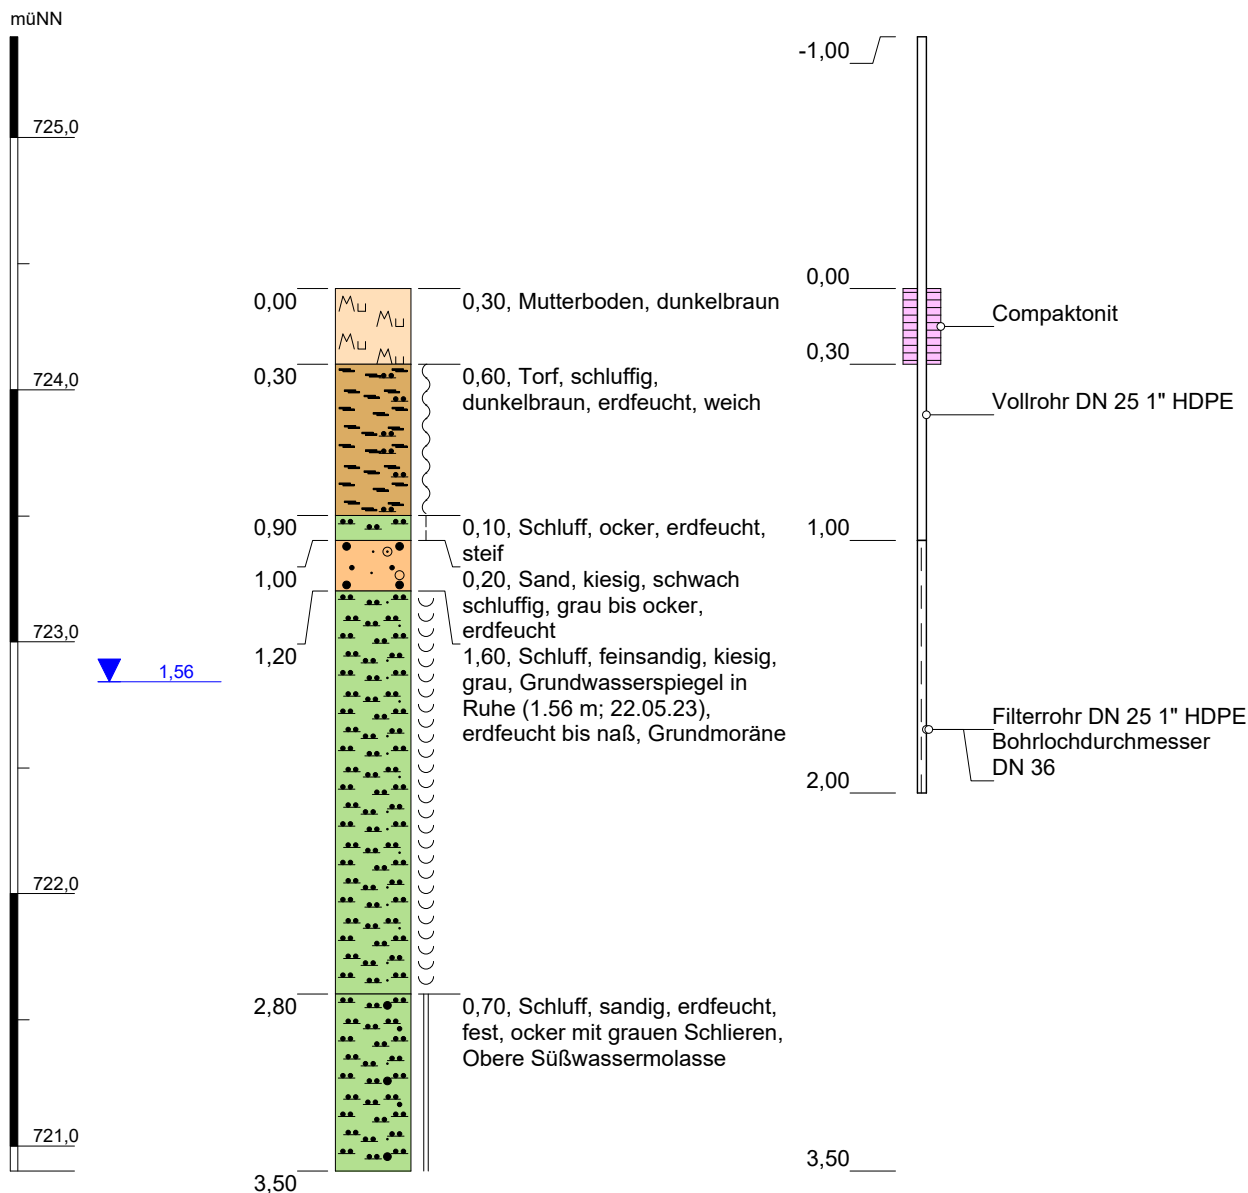 müNN
725,0
724,0
723,0
722,0
721,0
1,56
0,00
0,30
0,90
1,00
1,20
2,80
3,50
0,30, Mutterboden, dunkelbraun
0,60, Torf, schluffig,
dunkelbraun, erdfeucht, weich
0,10, Schluff, ocker, erdfeucht,
steif
0,20, Sand, kiesig, schwach
schluffig, grau bis ocker,
erdfeucht
1,60, Schluff, feinsandig, kiesig,
grau, Grundwasserspiegel in
Ruhe (1.56 m; 22.05.23),
erdfeucht bis naß, Grundmoräne
0,70, Schluff, sandig, erdfeucht,
fest, ocker mit grauen Schlieren,
Obere Süßwassermolasse
Mu
Mu
Mu
Mu
-1,00
0,00
0,30
1,00
2,00
3,50
Compaktonit
Vollrohr DN 25 1" HDPE
Filterrohr DN 25 1" HDPE
Bohrlochdurchmesser
DN 36